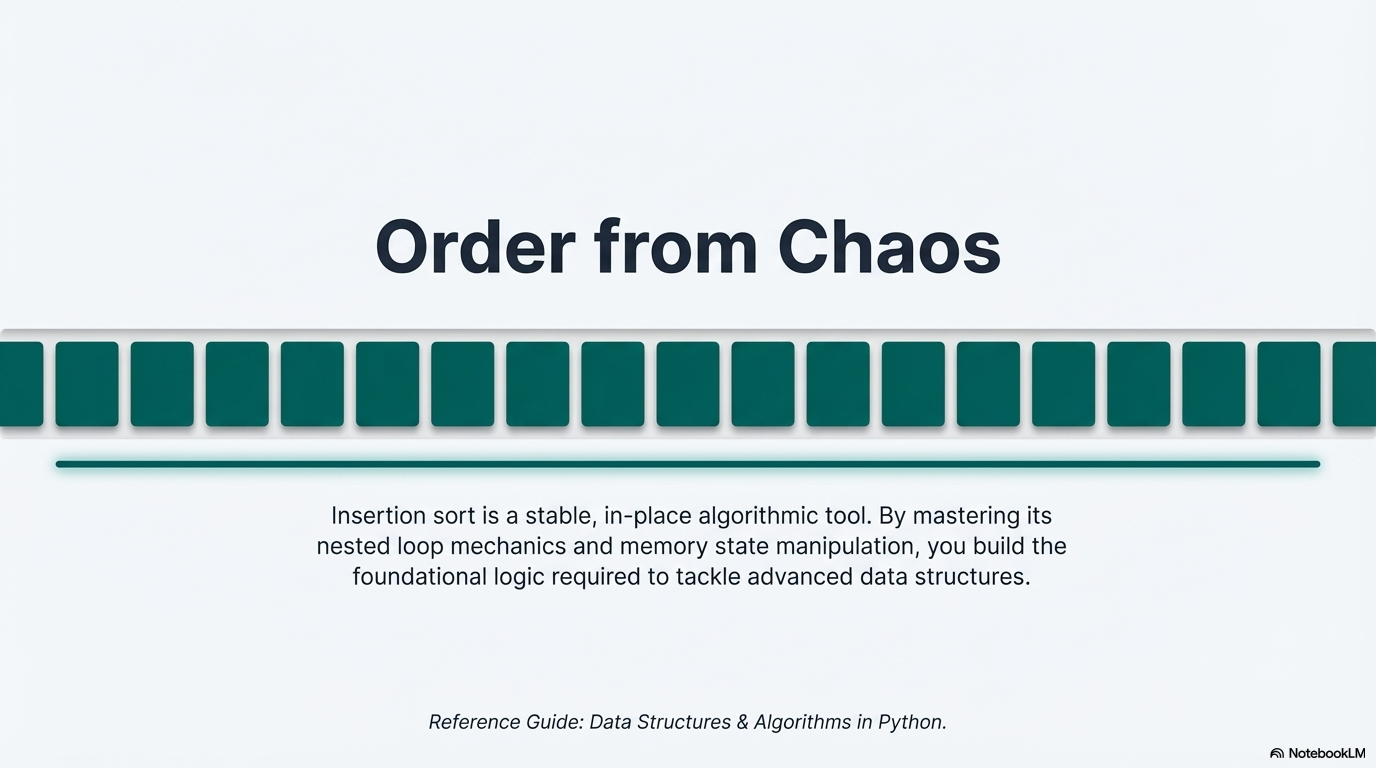 Order from Chaos
Insertion sort is a stable, in-place algorithmic tool. By mastering its
nested loop mechanics and memory state manipulation, you build the
foundational logic required to tackle advanced data structures.
Reference Guide: Data Structures & Algorithms in Python.
NotebookLM